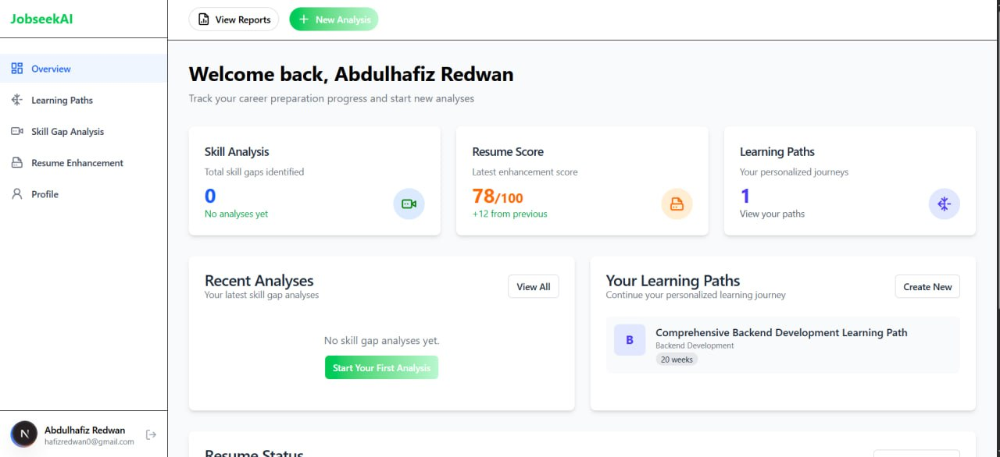 JobseekAI
View Reports
New Analysis
Overview
Learning Paths
Skill Gap Analysis
Resume Enhancement
Profile
Welcome back, Abdulhafiz Redwan
Track your career preparation progress and start new analyses
Skill Analysis
Total skill gaps identified
0
No analyses yet
Resume Score
Latest enhancement score
78/100
+12 from previous
Learning Paths
Your personalized journeys
1
View your paths
Recent Analyses
Your latest skill gap analyses
View All
No skill gap analyses yet.
Start Your First Analysis
Your Learning Paths
Continue your personalized learning journey
Create New
B
Comprehensive Backend Development Learning Path
Backend Development
20 weeks
Resume Status
N
Abdulhafiz Redwan
hafizredwan0@gmail.com